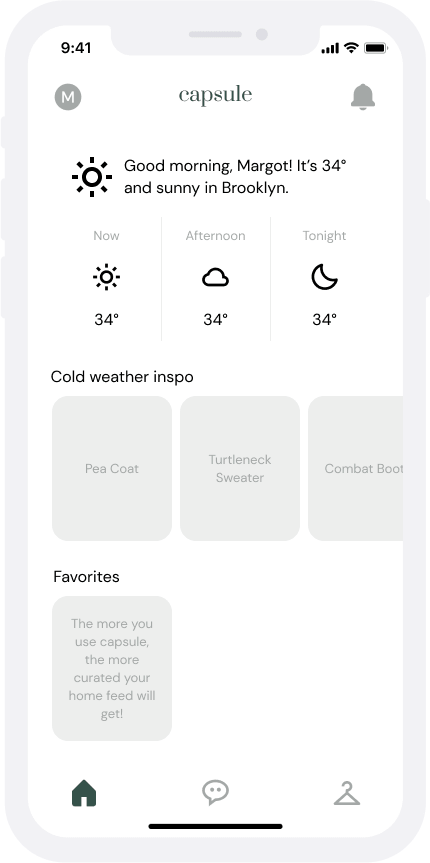 9:41
M
capsule
Good morning, Margot! It’s 34°
and sunny in Brooklyn.
Now
Afternoon
Tonight
34°
34°
34°
Cold weather inspo
Pea Coat
Turtleneck
Sweater
Combat Boot
Favorites
The more you
use capsule,
the more
curated your
home feed will
get!